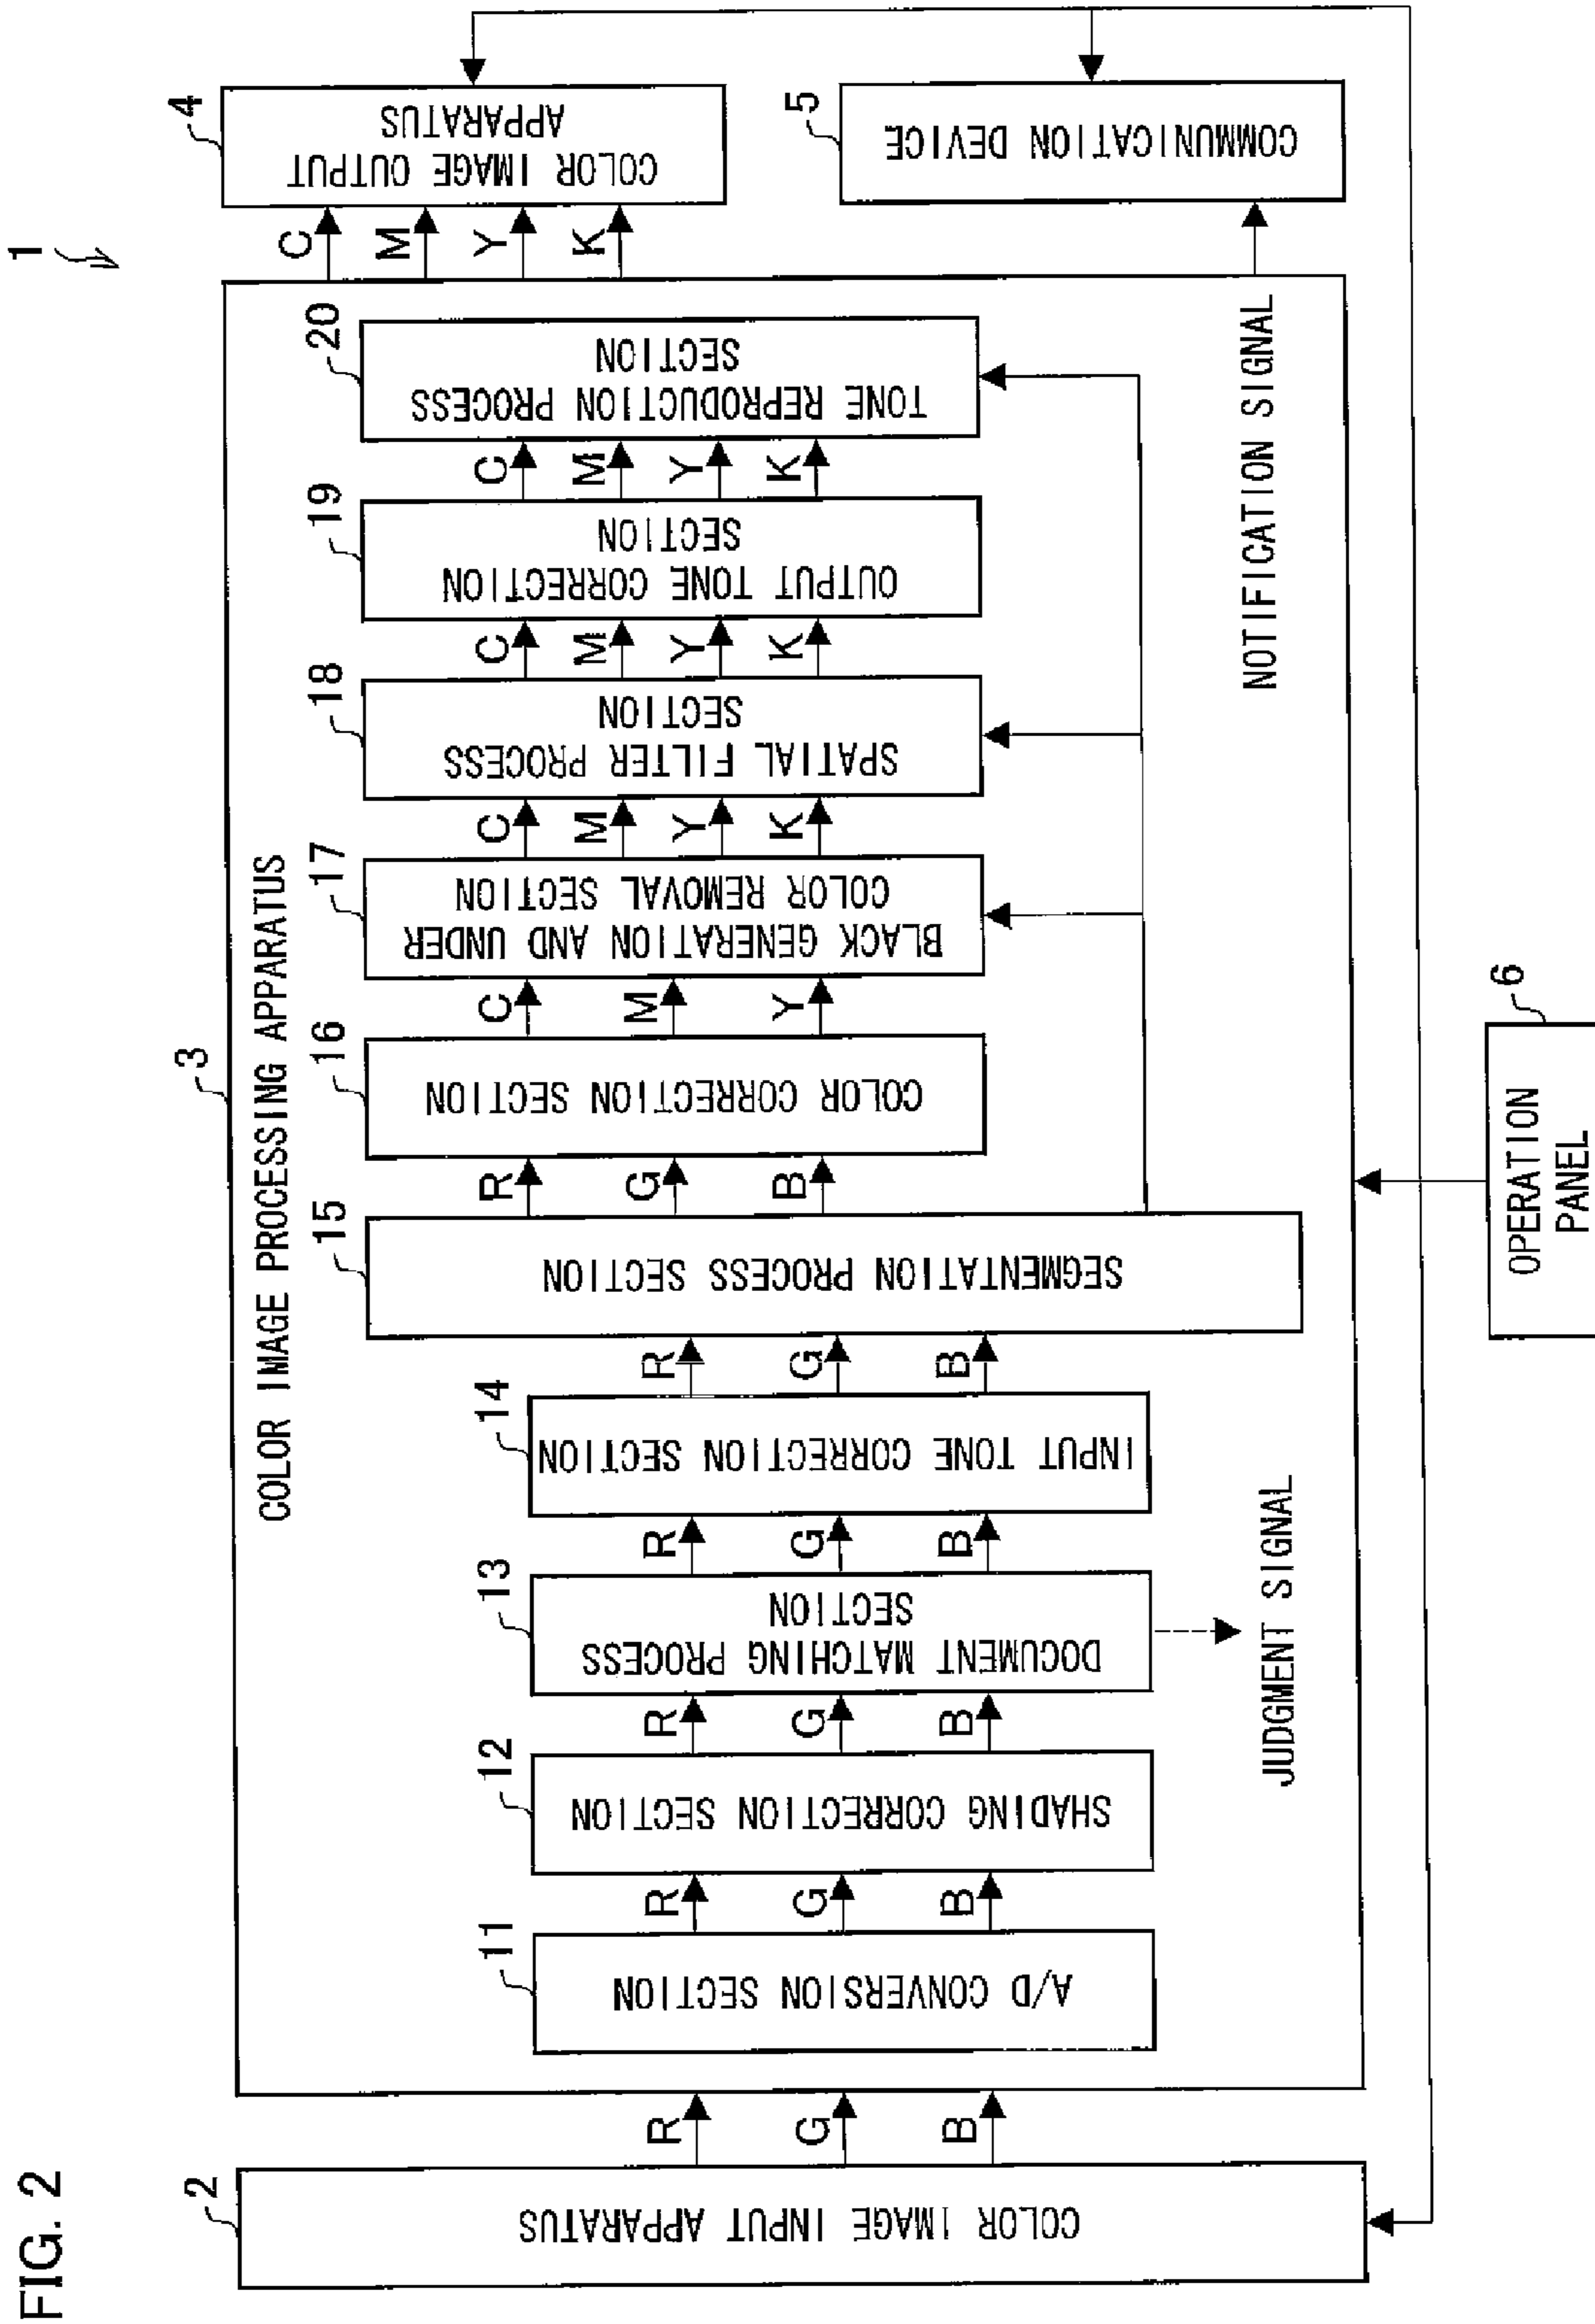 FIG. 2
1
2
COLOR IMAGE INPUT APPARATUS
R
G
B
3
COLOR IMAGE PROCESSING APPARATUS
11
A/D CONVERSION SECTION
R
G
B
12
SHADING CORRECTION SECTION
R
G
B
13
DOCUMENT MATCHING PROCESS
SECTION
JUDGMENT SIGNAL
R
G
B
14
INPUT TONE CORRECTION SECTION
R
G
B
15
SEGMENTATION PROCESS SECTION
R
G
B
16
COLOR CORRECTION SECTION
C
M
Y
17
BLACK GENERATION AND UNDER
COLOR REMOVAL SECTION
C
M
Y
K
18
SPATIAL FILTER PROCESS
SECTION
C
M
Y
K
19
OUTPUT TONE CORRECTION
SECTION
C
M
Y
K
20
TONE REPRODUCTION PROCESS
SECTION
NOTIFICATION SIGNAL
C
M
Y
K
4
COLOR IMAGE OUTPUT
APPARATUS
5
COMMUNICATION DEVICE
6
OPERATION
PANEL